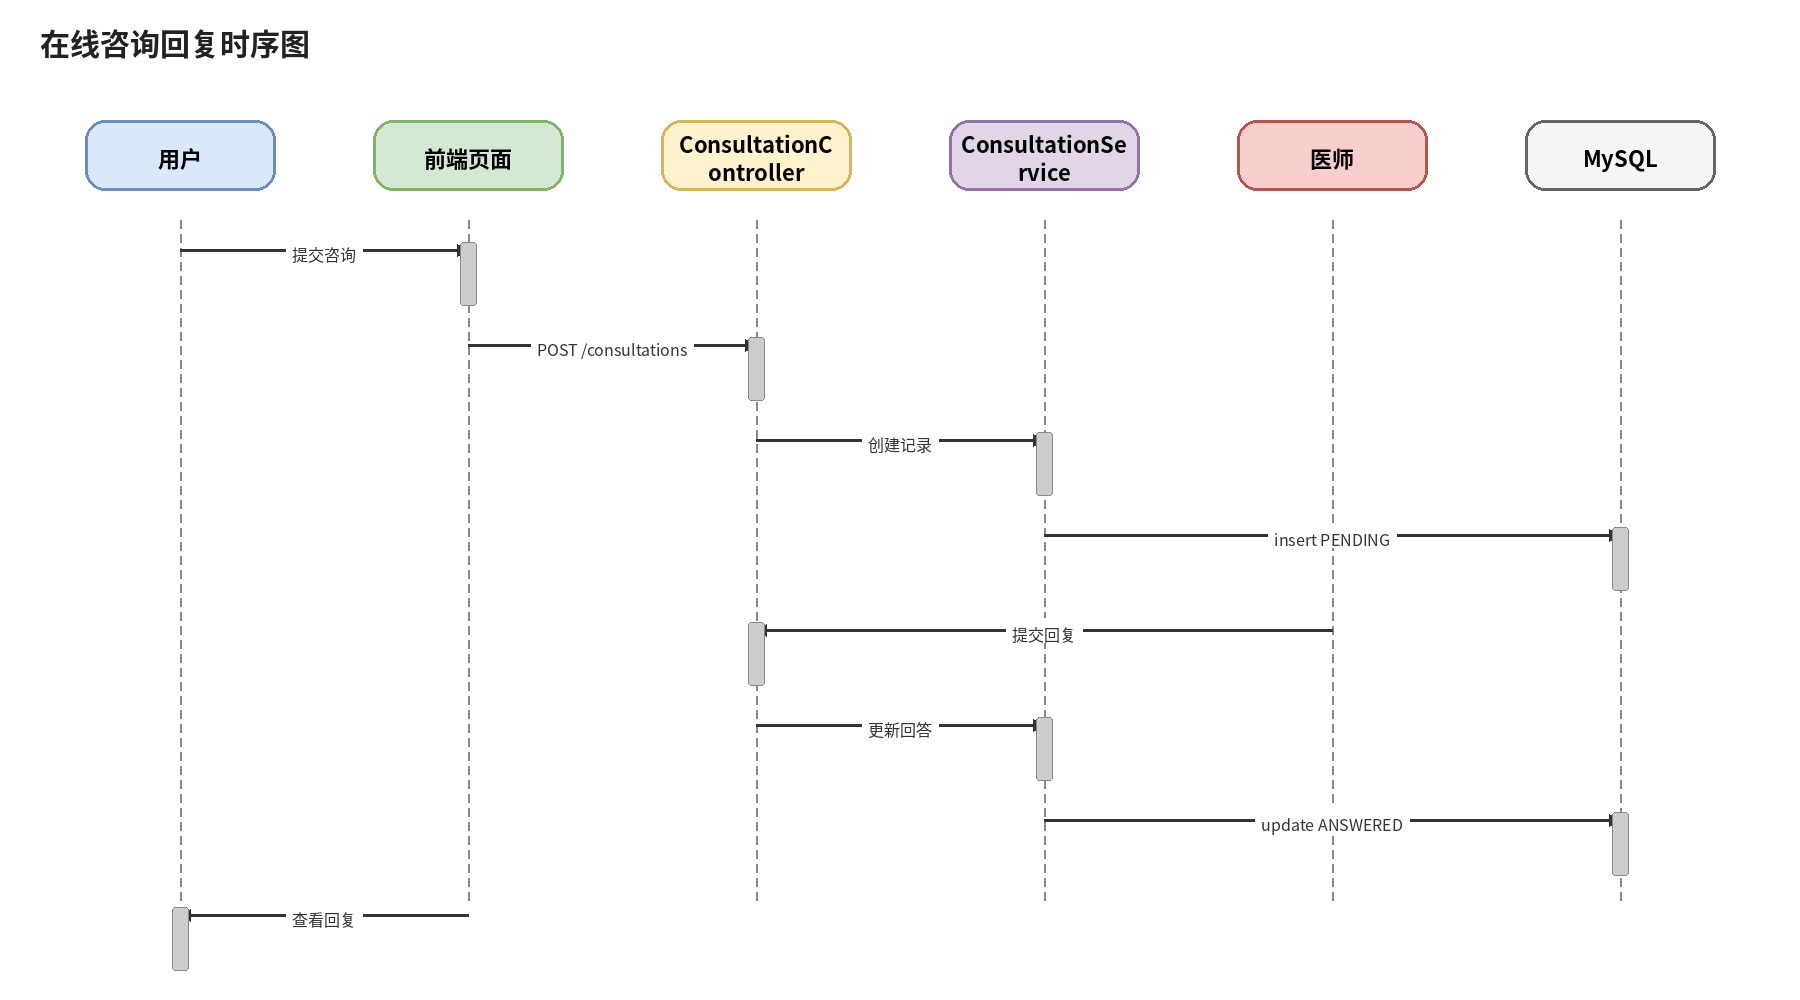 在线咨询回复时序图
用户
前端页面
ConsultationC
ontroller
ConsultationSe
rvice
医师
MySQL
提交咨询
POST /consultations
创建记录
insert PENDING
提交回复
更新回答
update ANSWERED
查看回复